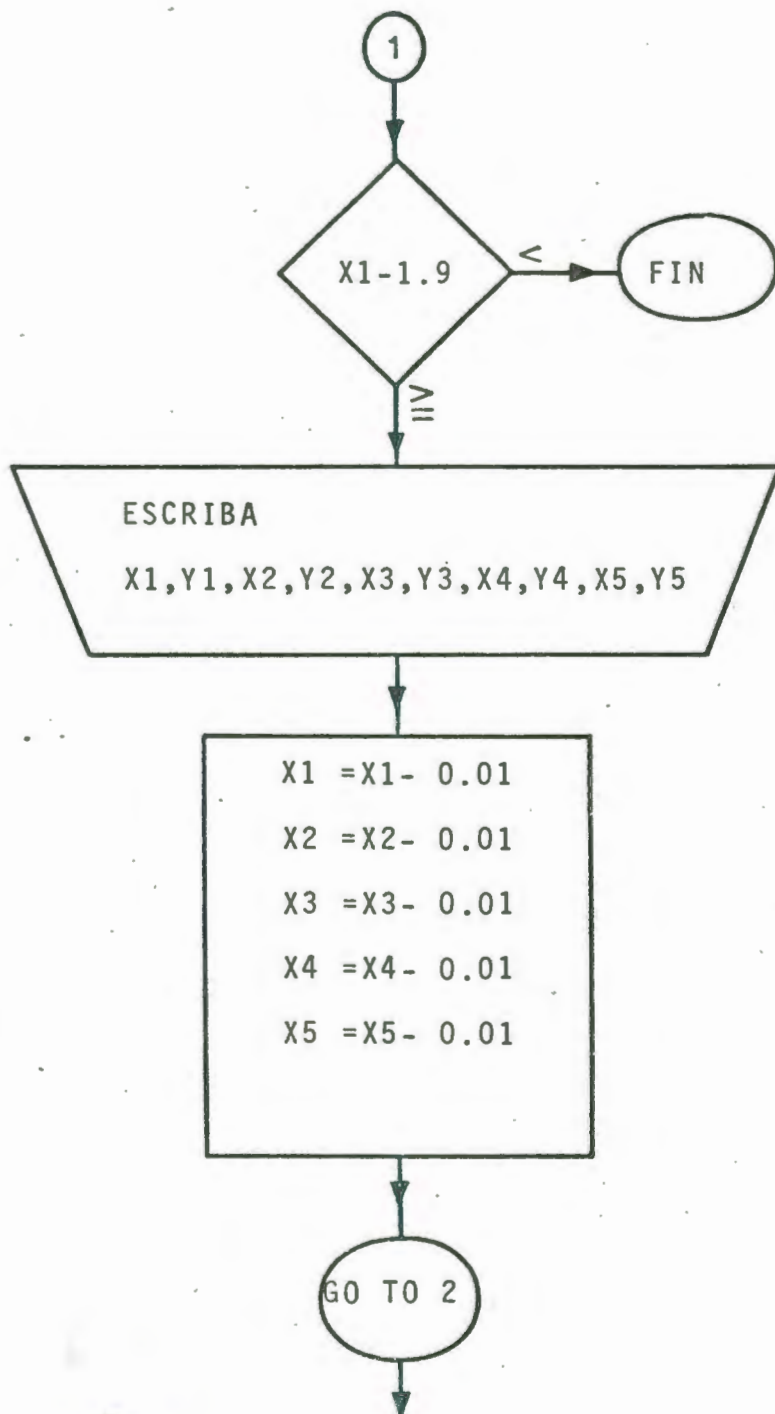 1
X1-1.9
<
FIN
≧
ESCRIBA
X1,Y1,X2,Y2,X3,Y3,X4,Y4,X5,Y5
X1 =X1- 0.01
X2 =X2- 0.01
X3 =X3- 0.01
X4 =X4- 0.01
X5 =X5- 0.01
GO TO 2